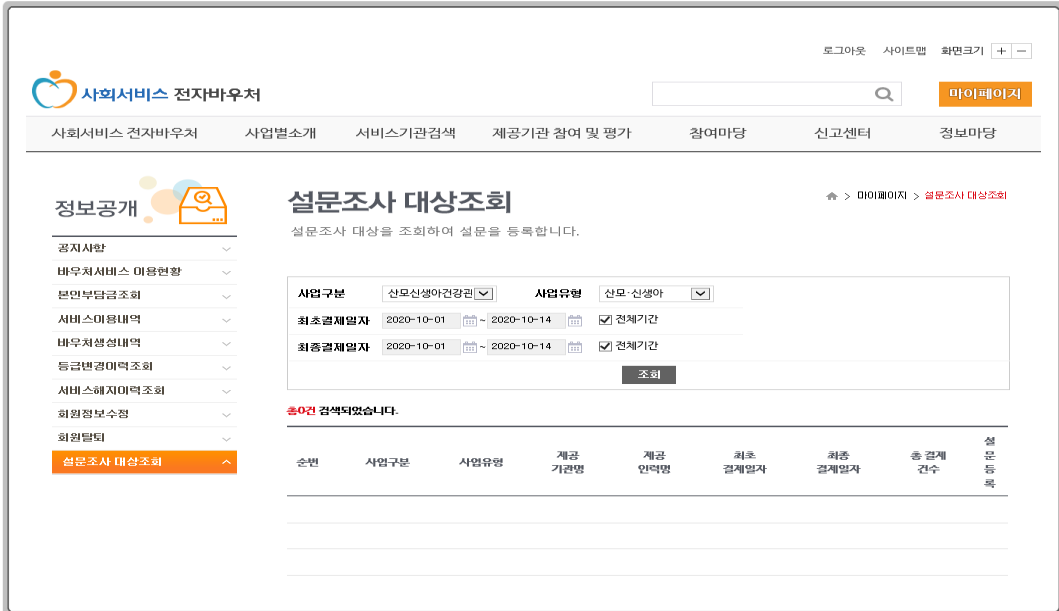 로그아웃 사이트맵 화면크기 + −
사회서비스 전자바우처
마이페이지
사회서비스 전자바우처 사업별소개 서비스기관검색 제공기관 참여 및 평가 참여마당 신고센터 정보마당
정보공개
공지사항
바우처서비스 이용현황
본인부담금조회
서비스이용내역
바우처생성내역
등급변경이력조회
서비스해지이력조회
회원정보수정
회원탈퇴
설문조사 대상조회
설문조사 대상조회
> 마이페이지 > 설문조사 대상조회
설문조사 대상을 조회하여 설문을 등록합니다.
사업구분 산모신생아건강관 사업유형 산모·신생아
최초결제일자 2020-10-01 ~ 2020-10-14 전체기간
최종결제일자 2020-10-01 ~ 2020-10-14 전체기간
조회
총0건 검색되었습니다.
순번 사업구분 사업유형 제공기관명 제공인력명 최초결제일자 최종결제일자 총 결제건수 설문등록